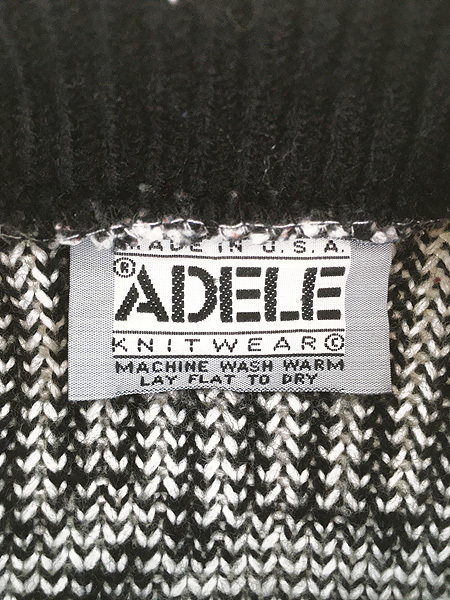 MADE IN U.S.A.
® ADELE
KNITWEAR ©
MACHINE WASH WARM
LAY FLAT TO DRY